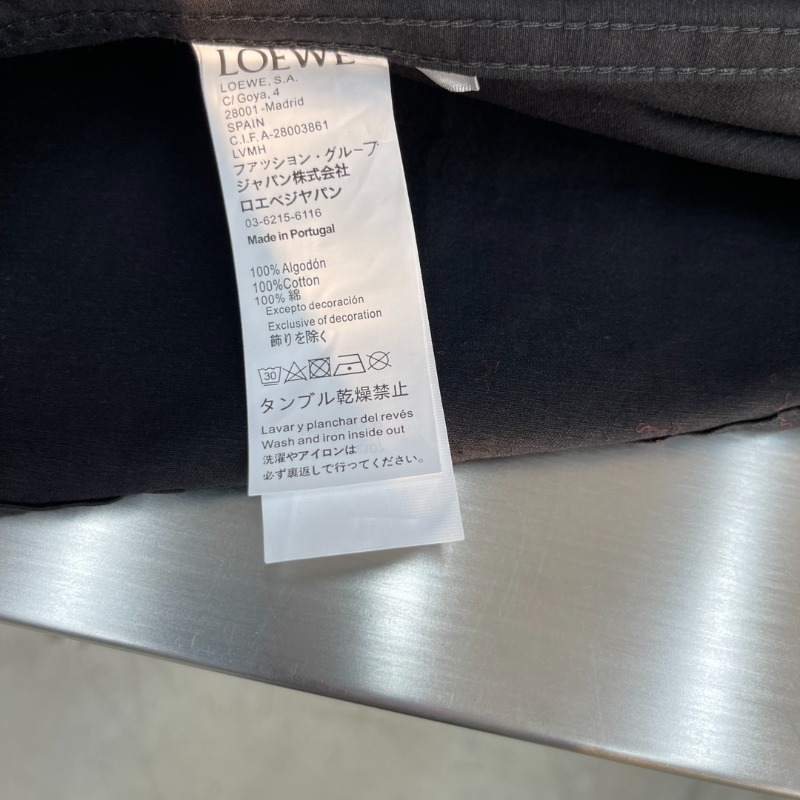 LOEWE
LOEWE, S.A.
C/ Goya, 4
28001-Madrid
SPAIN
C.I.F. A-28003861
LVMH
ファッション・グループ
ジャパン株式会社
ロエベジャパン
03-6215-6116
Made in Portugal
100% Algodón
100%Cotton
100% 綿
Excepto decoración
Exclusive of decoration
飾りを除く
30
タンブル乾燥禁止
Lavar y planchar del revés
Wash and iron inside out
洗濯やアイロンは
必ず裏返しで行ってください。